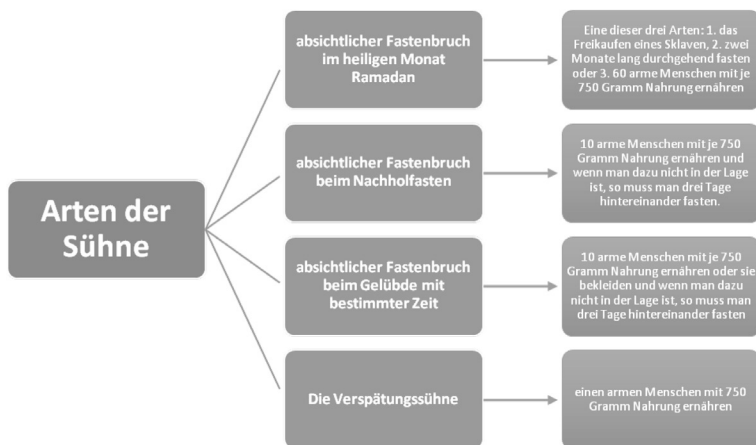 Arten der
Sühne
absichtlicher Fastenbruch
im heiligen Monat
Ramadan
Eine dieser drei Arten: 1. das
Freikaufen eines Sklaven, 2. zwei
Monate lang durchgehend fasten
oder 3. 60 arme Menschen mit je
750 Gramm Nahrung ernähren
absichtlicher Fastenbruch
beim Nachholfasten
10 arme Menschen mit je 750
Gramm Nahrung ernähren und
wenn man dazu nicht in der Lage
ist, so muss man drei Tage
hintereinander fasten.
absichtlicher Fastenbruch
beim Gelübde mit
bestimmter Zeit
10 arme Menschen mit je 750
Gramm Nahrung ernähren oder sie
bekleiden und wenn man dazu
nicht in der Lage ist, so muss man
drei Tage hintereinander fasten
Die Verspätungssühne
einen armen Menschen mit 750
Gramm Nahrung ernähren